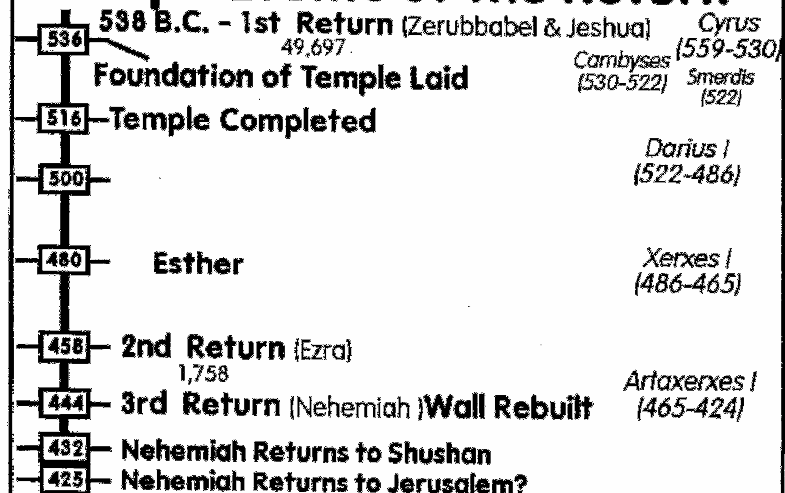 538 B.C. - 1st Return (Zerubbabel & Jeshua)
Cyrus
(559-530)
536
49,697
Foundation of Temple Laid
Cambyses
(530-522)
Smerdis
(522)
516
Temple Completed
Darius I
(522-486)
500
480
Esther
Xerxes I
(486-465)
458
2nd Return (Ezra)
1,758
Artaxerxes I
(465-424)
444
3rd Return (Nehemiah )Wall Rebuilt
432
Nehemiah Returns to Shushan
425
Nehemiah Returns to Jerusalem?